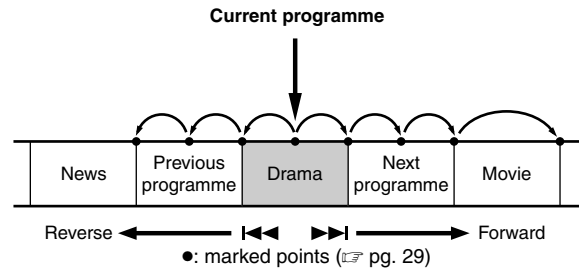 Current programme
News
Previous
programme
Drama
Next
programme
Movie
Reverse
Forward
●: marked points (☞ pg. 29)